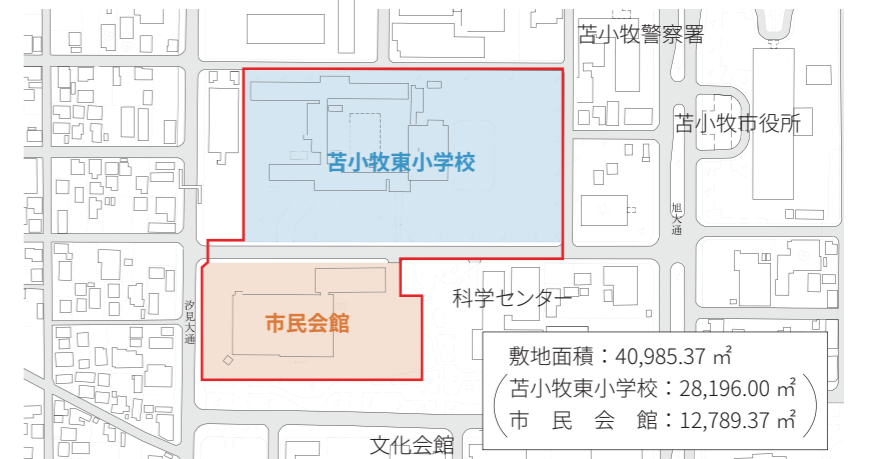 苫小牧警察署
苫小牧市役所
苫小牧東小学校
旭大通
科学センター
汐見大通
市民会館
敷地面積：40,985.37 ㎡
苫小牧東小学校：28,196.00 ㎡
市　民　会　館：12,789.37 ㎡
文化会館